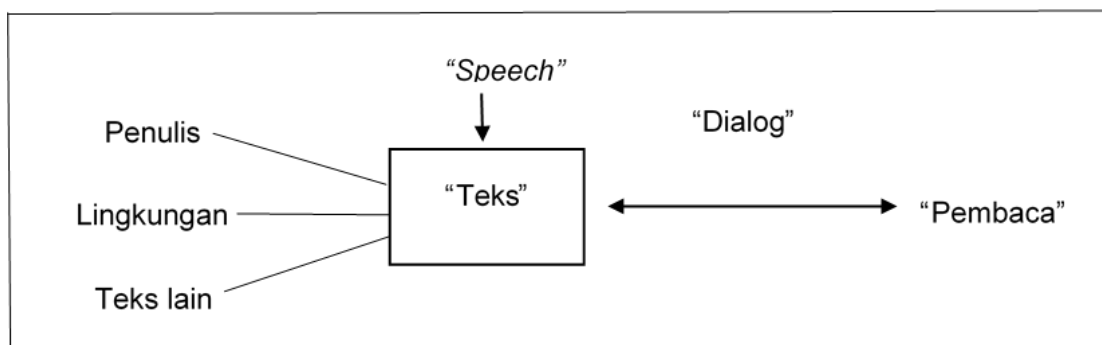 “Speech”
“Dialog”
Penulis
“Teks”
Lingkungan
“Pembaca”
Teks lain